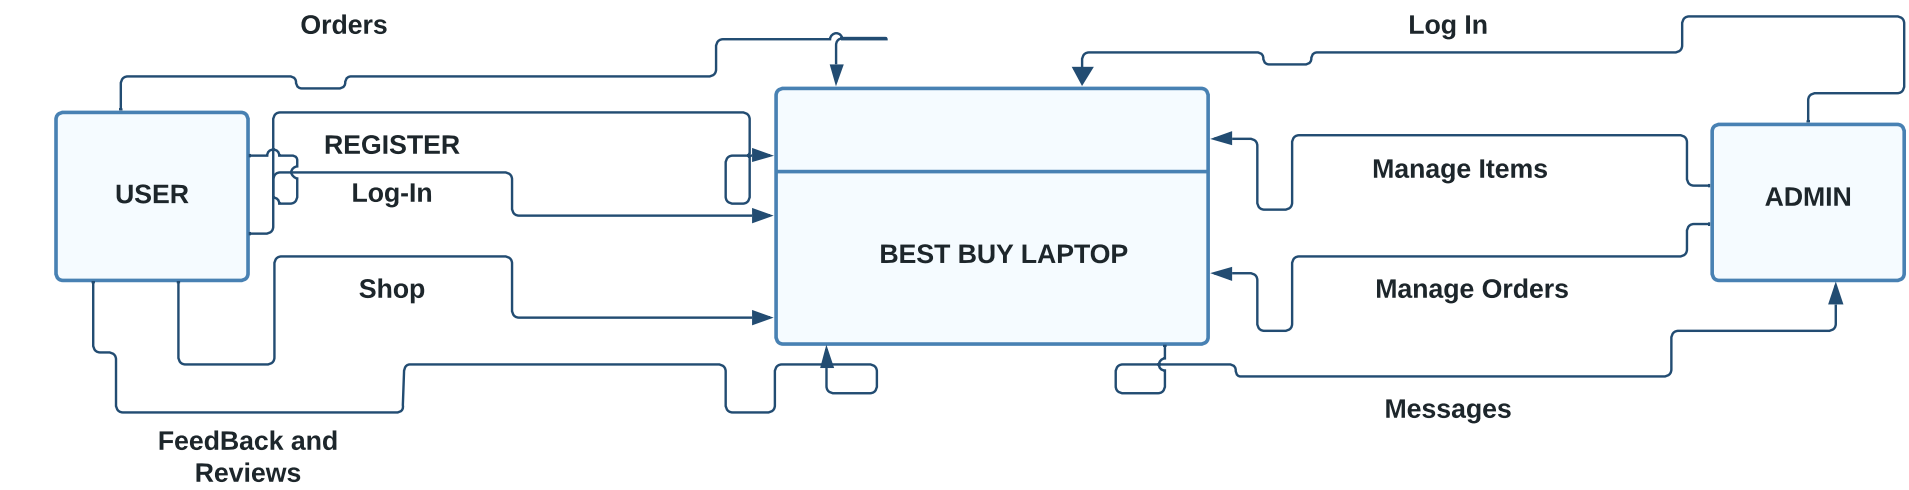 Orders
Log In
REGISTER
Manage Items
USER
Log-In
ADMIN
BEST BUY LAPTOP
Shop
Manage Orders
Messages
FeedBack and
Reviews